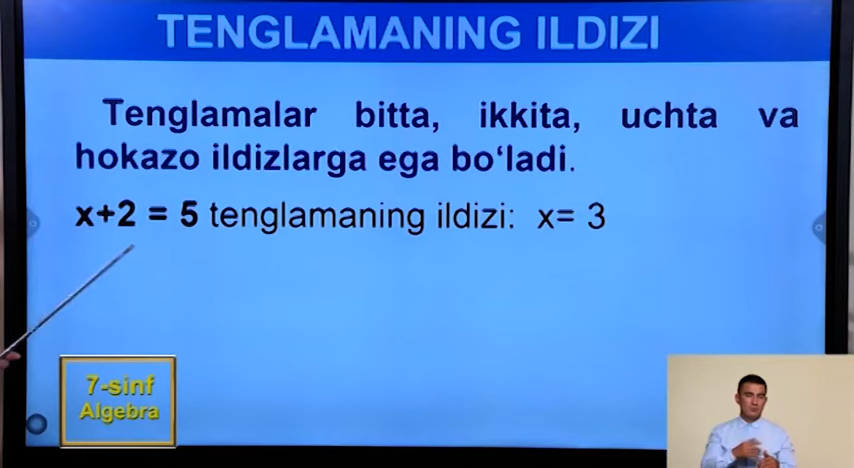 TENGLAMANING ILDIZI
Tenglamalar bitta, ikkita, uchta va
hokazo ildizlarga ega bo‘ladi.
x+2 = 5 tenglamaning ildizi: x= 3
7-sinf
Algebra